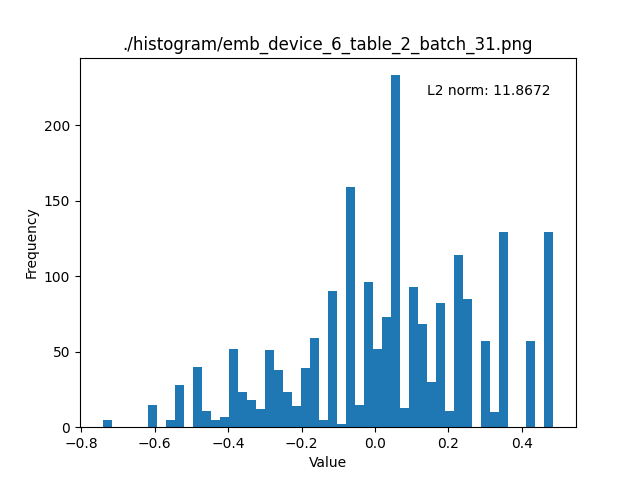 ./histogram/emb_device_6_table_2_batch_31.png
L2 norm: 11.8672
200
150
100
50
0
Frequency
−0.8 −0.6 −0.4 −0.2 0.0 0.2 0.4
Value